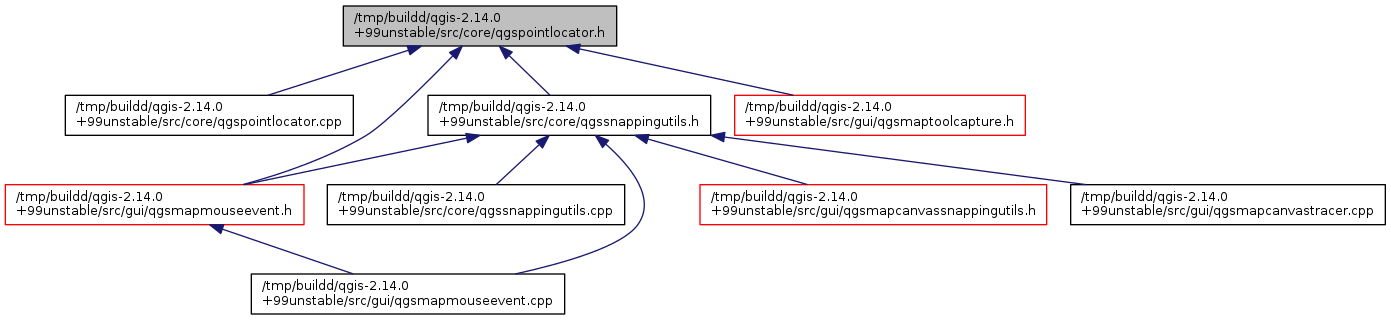 /tmp/buildd/qgis-2.14.0
+99unstable/src/core/qgspointlocator.h
/tmp/buildd/qgis-2.14.0
+99unstable/src/core/qgspointlocator.cpp
/tmp/buildd/qgis-2.14.0
+99unstable/src/core/qgssnappingutils.h
/tmp/buildd/qgis-2.14.0
+99unstable/src/gui/qgsmaptoolcapture.h
/tmp/buildd/qgis-2.14.0
+99unstable/src/gui/qgsmapmouseevent.h
/tmp/buildd/qgis-2.14.0
+99unstable/src/core/qgssnappingutils.cpp
/tmp/buildd/qgis-2.14.0
+99unstable/src/gui/qgsmapcanvassnappingutils.h
/tmp/buildd/qgis-2.14.0
+99unstable/src/gui/qgsmapcanvastracer.cpp
/tmp/buildd/qgis-2.14.0
+99unstable/src/gui/qgsmapmouseevent.cpp